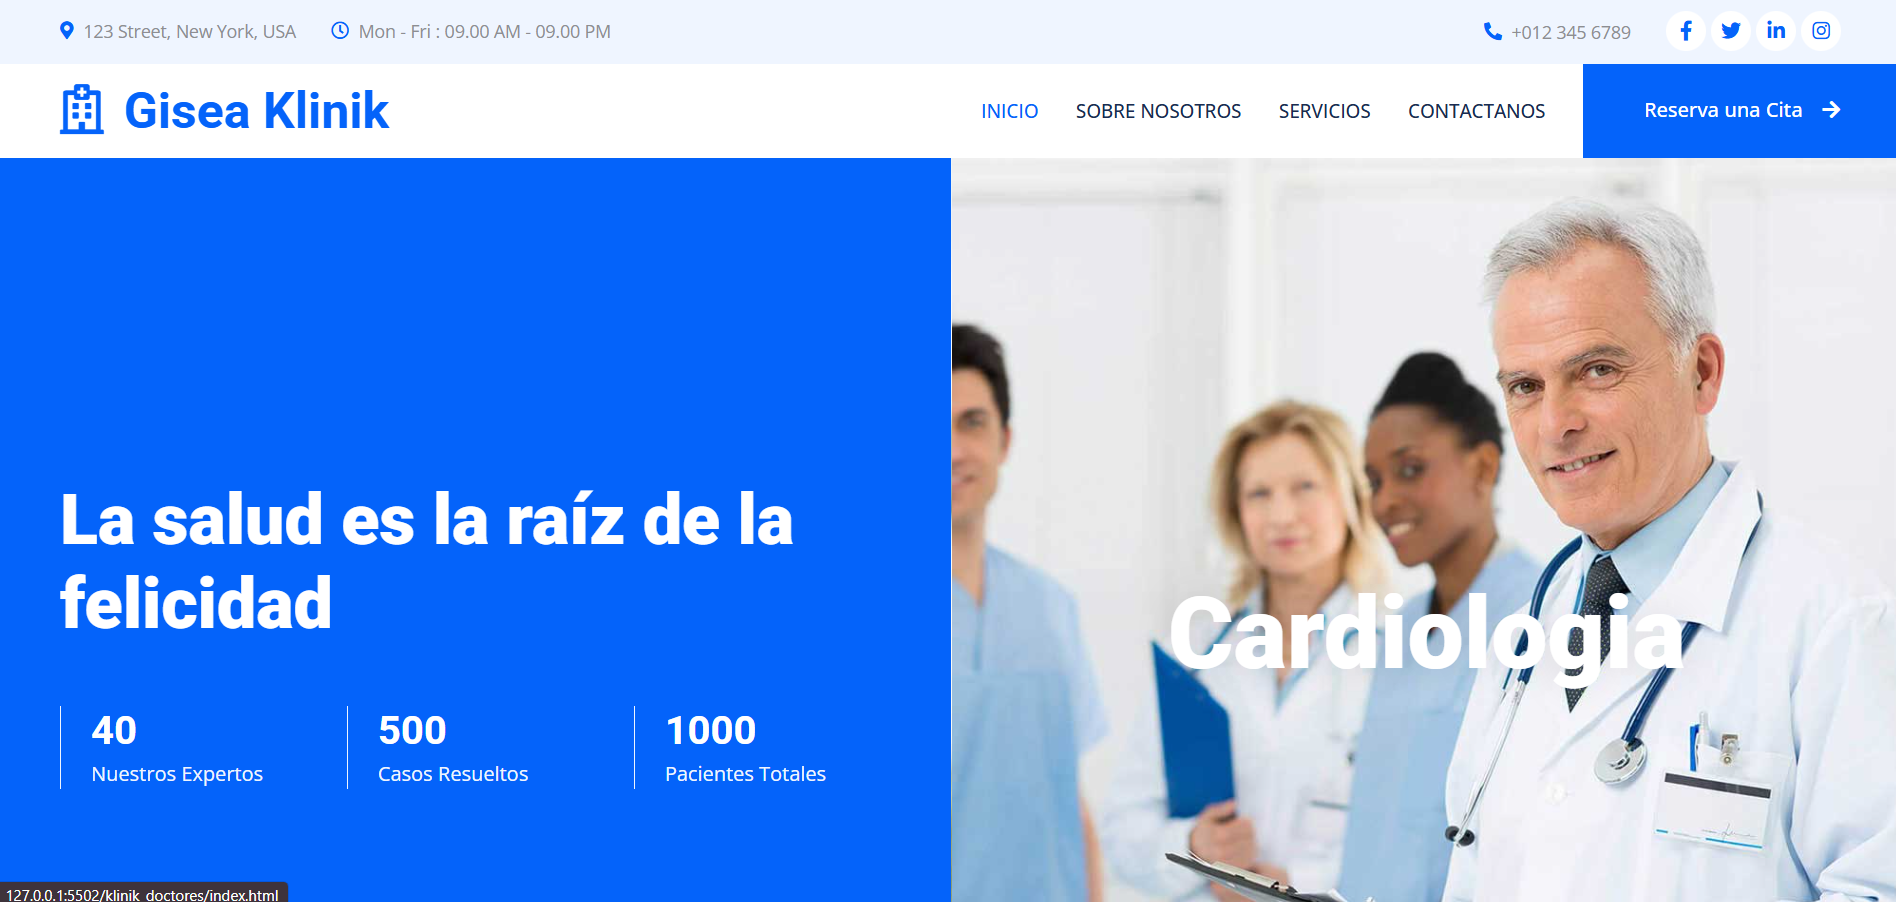 123 Street, New York, USA
Mon - Fri : 09.00 AM - 09.00 PM
+012 345 6789
Gisea Klinik
INICIO
SOBRE NOSOTROS
SERVICIOS
CONTACTANOS
Reserva una Cita
La salud es la raíz de la
felicidad
40
Nuestros Expertos
500
Casos Resueltos
1000
Pacientes Totales
Cardiologia
127.0.0.1:5502/klinik_doctores/index.html